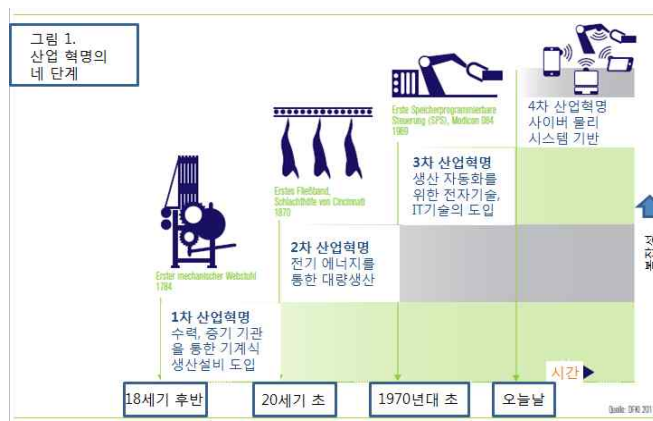 그림 1.
산업 혁명의
네 단계
Erste Speicherprogrammierbare
Steuerung (SPS), Modicon 084
1969
4차 산업혁명
사이버 물리
시스템 기반
3차 산업혁명
생산 자동화를
위한 전자기술,
IT기술의 도입
Erstes Fließband,
Schlachthöfe von Cincinnati
1870
2차 산업혁명
전기 에너지를
통한 대량생산
Erster mechanischer Webstuhl
1784
1차 산업혁명
수력, 증기 기관
을 통한 기계식
생산설비 도입
시간
18세기 후반
20세기 초
1970년대 초
오늘날
Quelle: DFKI 201